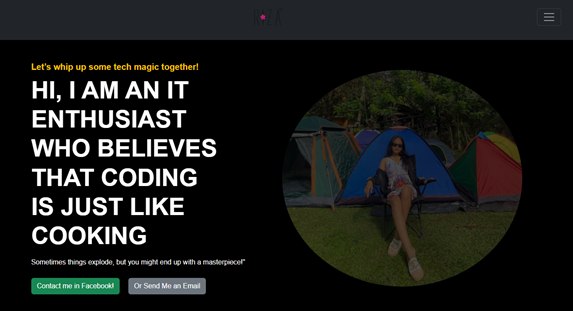 Let's whip up some tech magic together!
HI, I AM AN IT
ENTHUSIAST
WHO BELIEVES
THAT CODING
IS JUST LIKE
COOKING
Sometimes things explode, but you might end up with a masterpiece!"
Contact me in Facebook!
Or Send Me an Email